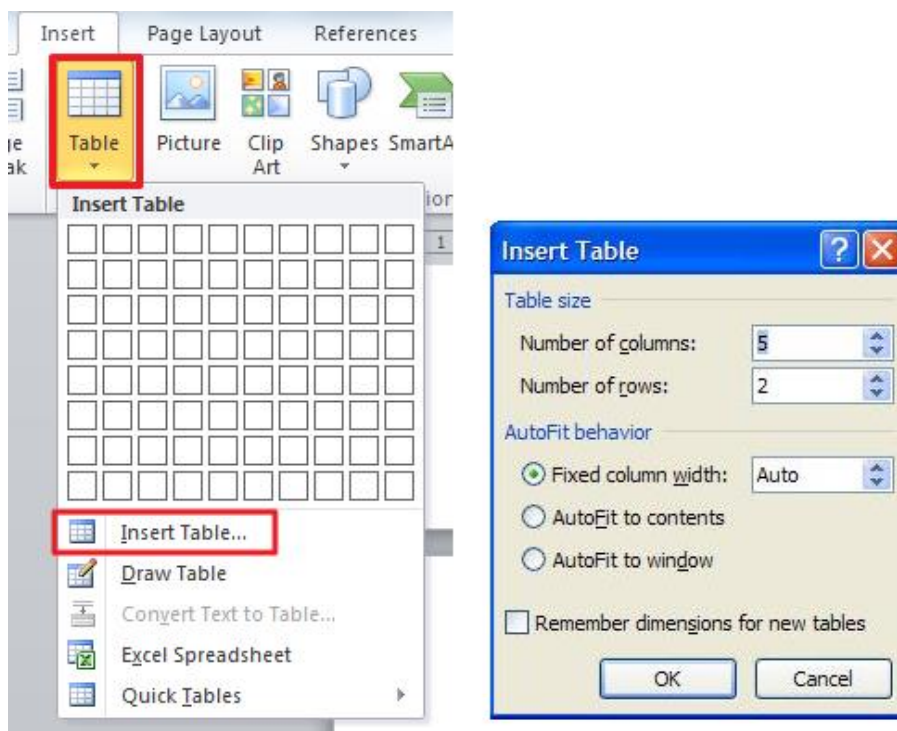 Insert Page Layout References
Table Picture Clip Art Shapes SmartA
Insert Table
1
Insert Table...
Draw Table
Convert Text to Table...
Excel Spreadsheet
Quick Tables
Insert Table
Table size
Number of columns: 5
Number of rows: 2
AutoFit behavior
Fixed column width: Auto
AutoFit to contents
AutoFit to window
Remember dimensions for new tables
OK Cancel